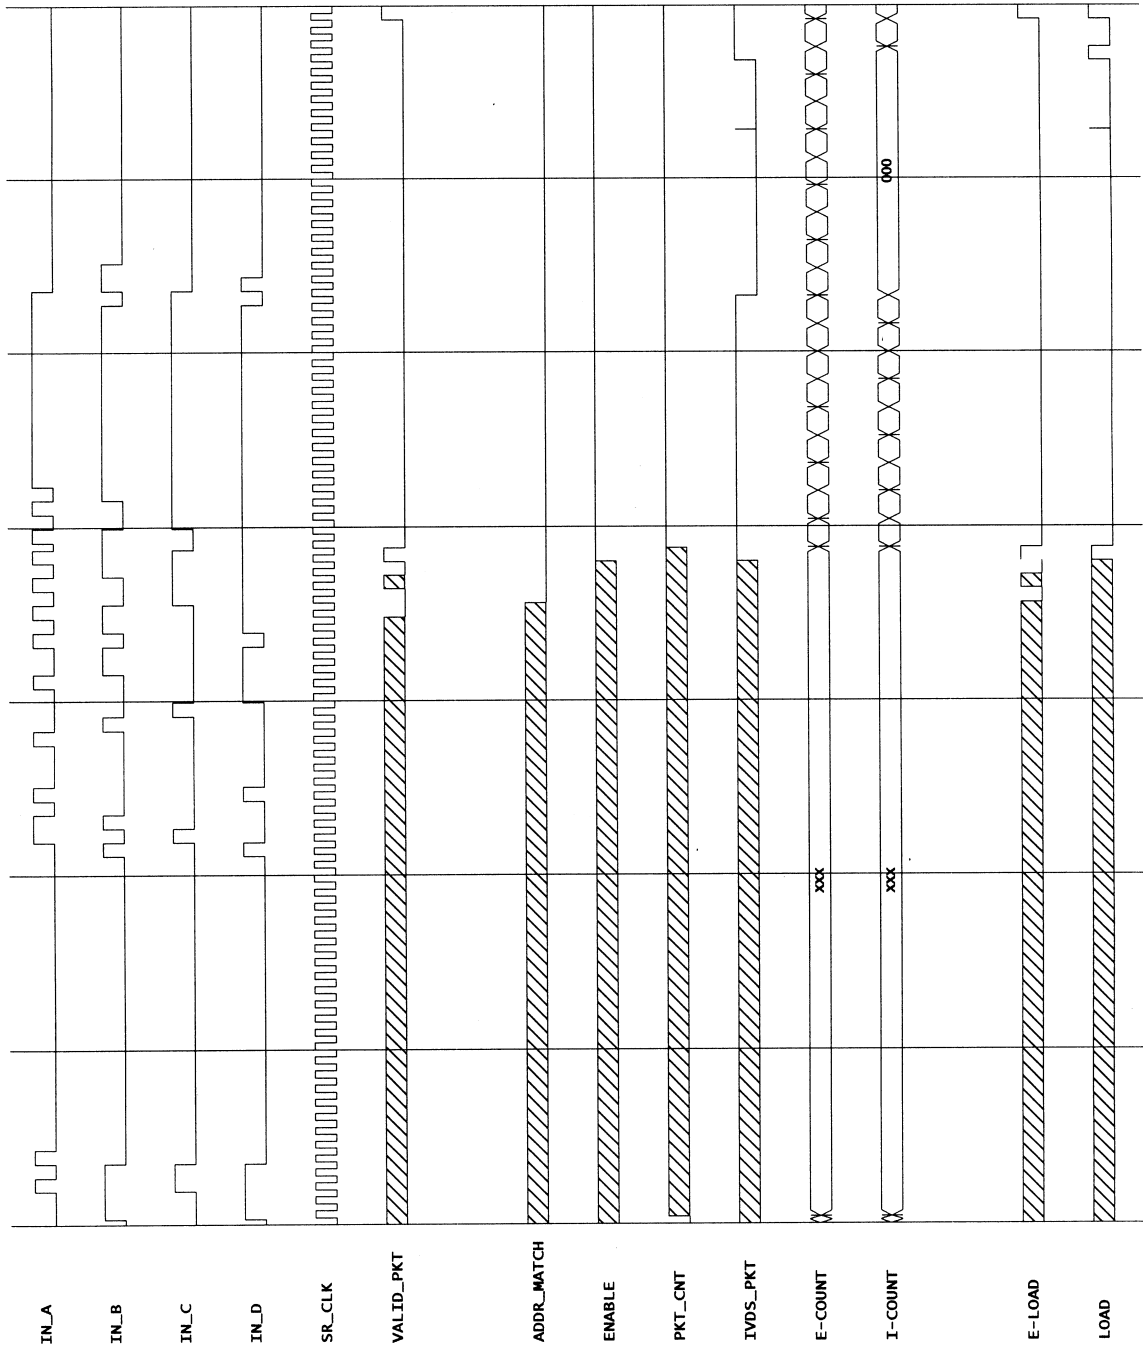 IN_A
IN_B
IN_C
IN_D
SR_CLK
VALID_PKT
ADDR_MATCH
ENABLE
PKT_CNT
IVDS_PKT
E-COUNT
XXX
I-COUNT
XXX
000
E-LOAD
LOAD